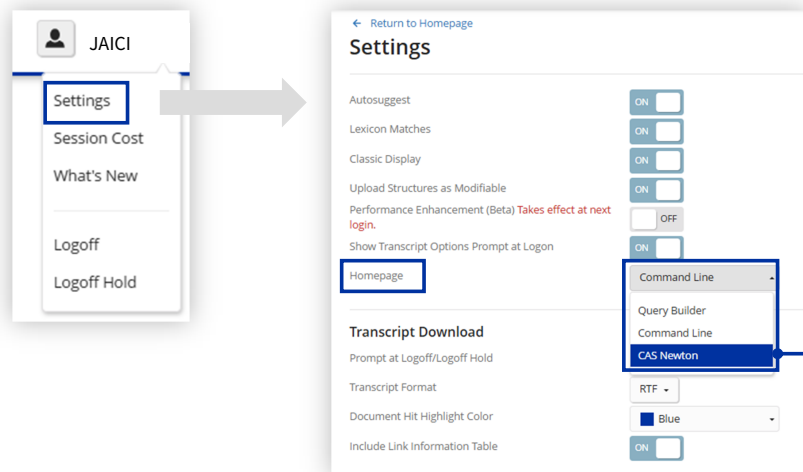 JAICI
Settings
Session Cost
What's New
Logoff
Logoff Hold
← Return to Homepage
Settings
Autosuggest ON
Lexicon Matches ON
Classic Display ON
Upload Structures as Modifiable ON
Performance Enhancement (Beta) Takes effect at next
login. OFF
Show Transcript Options Prompt at Logon ON
Homepage Command Line
Query Builder
Command Line
CAS Newton
Transcript Download
Prompt at Logoff/Logoff Hold
Transcript Format RTF
Document Hit Highlight Color Blue
Include Link Information Table ON